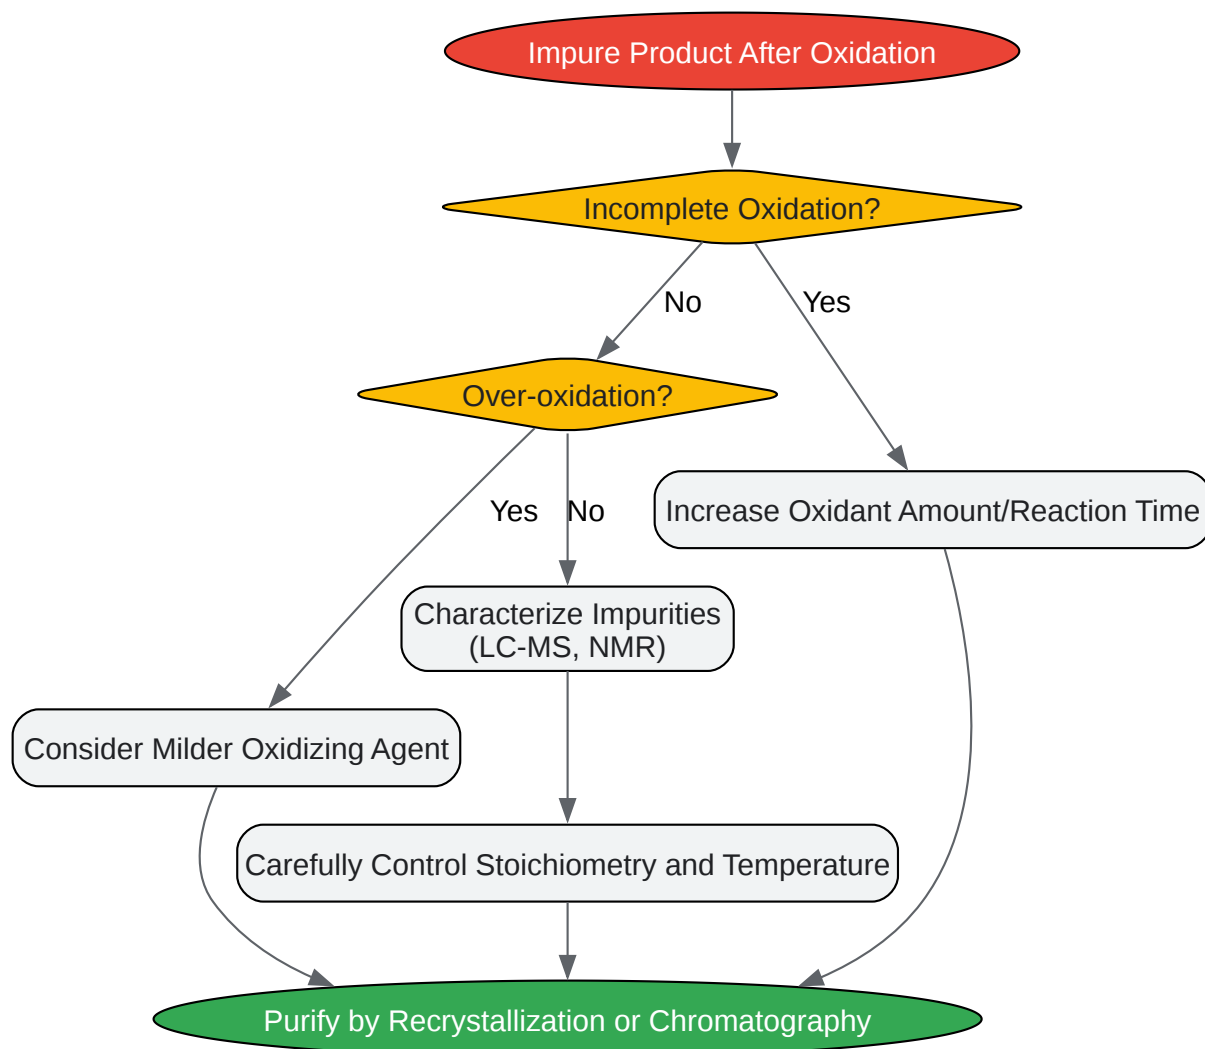 Impure Product After Oxidation
Incomplete Oxidation?
No
Yes
Over-oxidation?
Yes
No
Increase Oxidant Amount/Reaction Time
Characterize Impurities
(LC-MS, NMR)
Consider Milder Oxidizing Agent
Carefully Control Stoichiometry and Temperature
Purify by Recrystallization or Chromatography